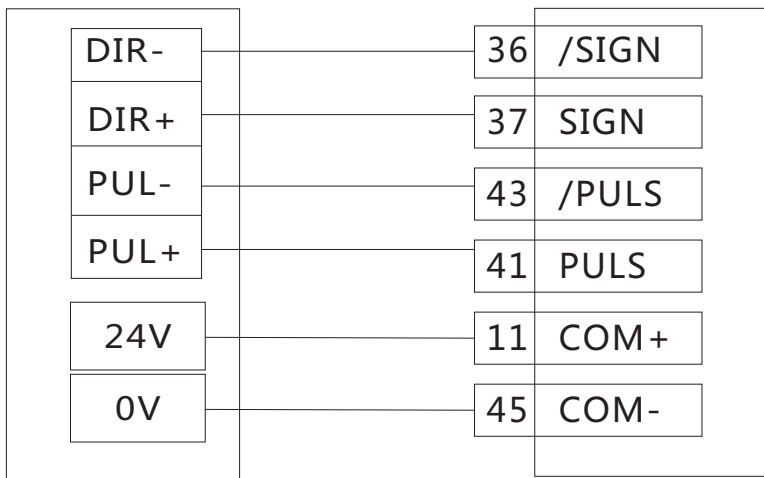 DIR- 36 /SIGN
DIR+ 37 SIGN
PUL- 43 /PULS
PUL+ 41 PULS
24V 11 COM+
0V 45 COM-